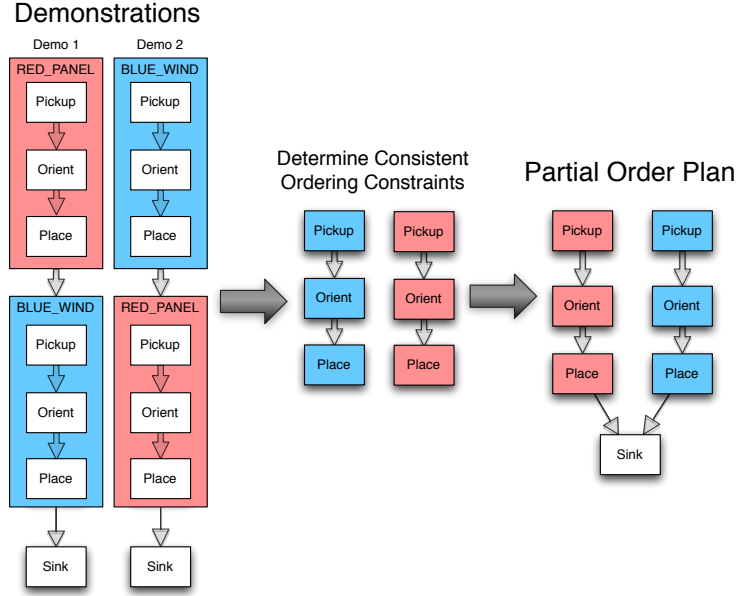 Demonstrations
Demo 1
Demo 2
RED_PANEL
Pickup
Orient
Place
BLUE_WIND
Pickup
Orient
Place
Sink
BLUE_WIND
Pickup
Orient
Place
RED_PANEL
Pickup
Orient
Place
Sink
Determine Consistent
Ordering Constraints
Pickup
Orient
Place
Pickup
Orient
Place
Partial Order Plan
Pickup
Orient
Place
Pickup
Orient
Place
Sink